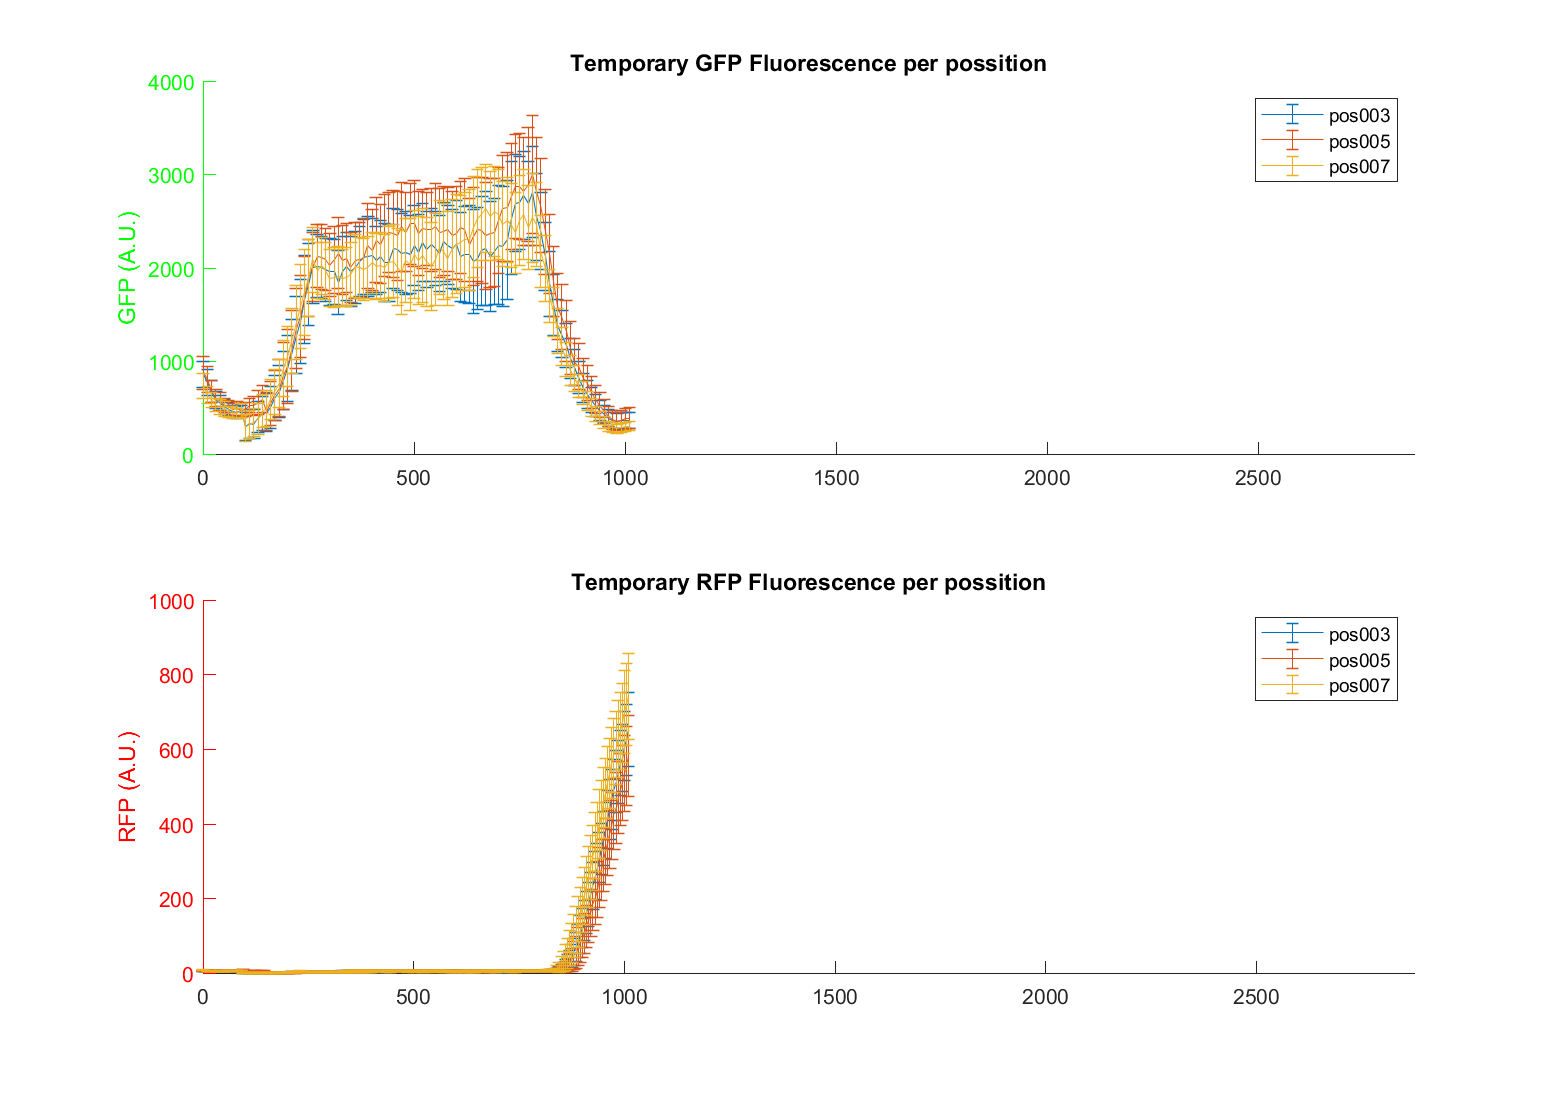 Temporary GFP Fluorescence per possition
4000
3000
2000
1000
0
GFP (A.U.)
0 500 1000 1500 2000 2500
pos003
pos005
pos007
Temporary RFP Fluorescence per possition
1000
800
600
400
200
0
RFP (A.U.)
0 500 1000 1500 2000 2500
pos003
pos005
pos007